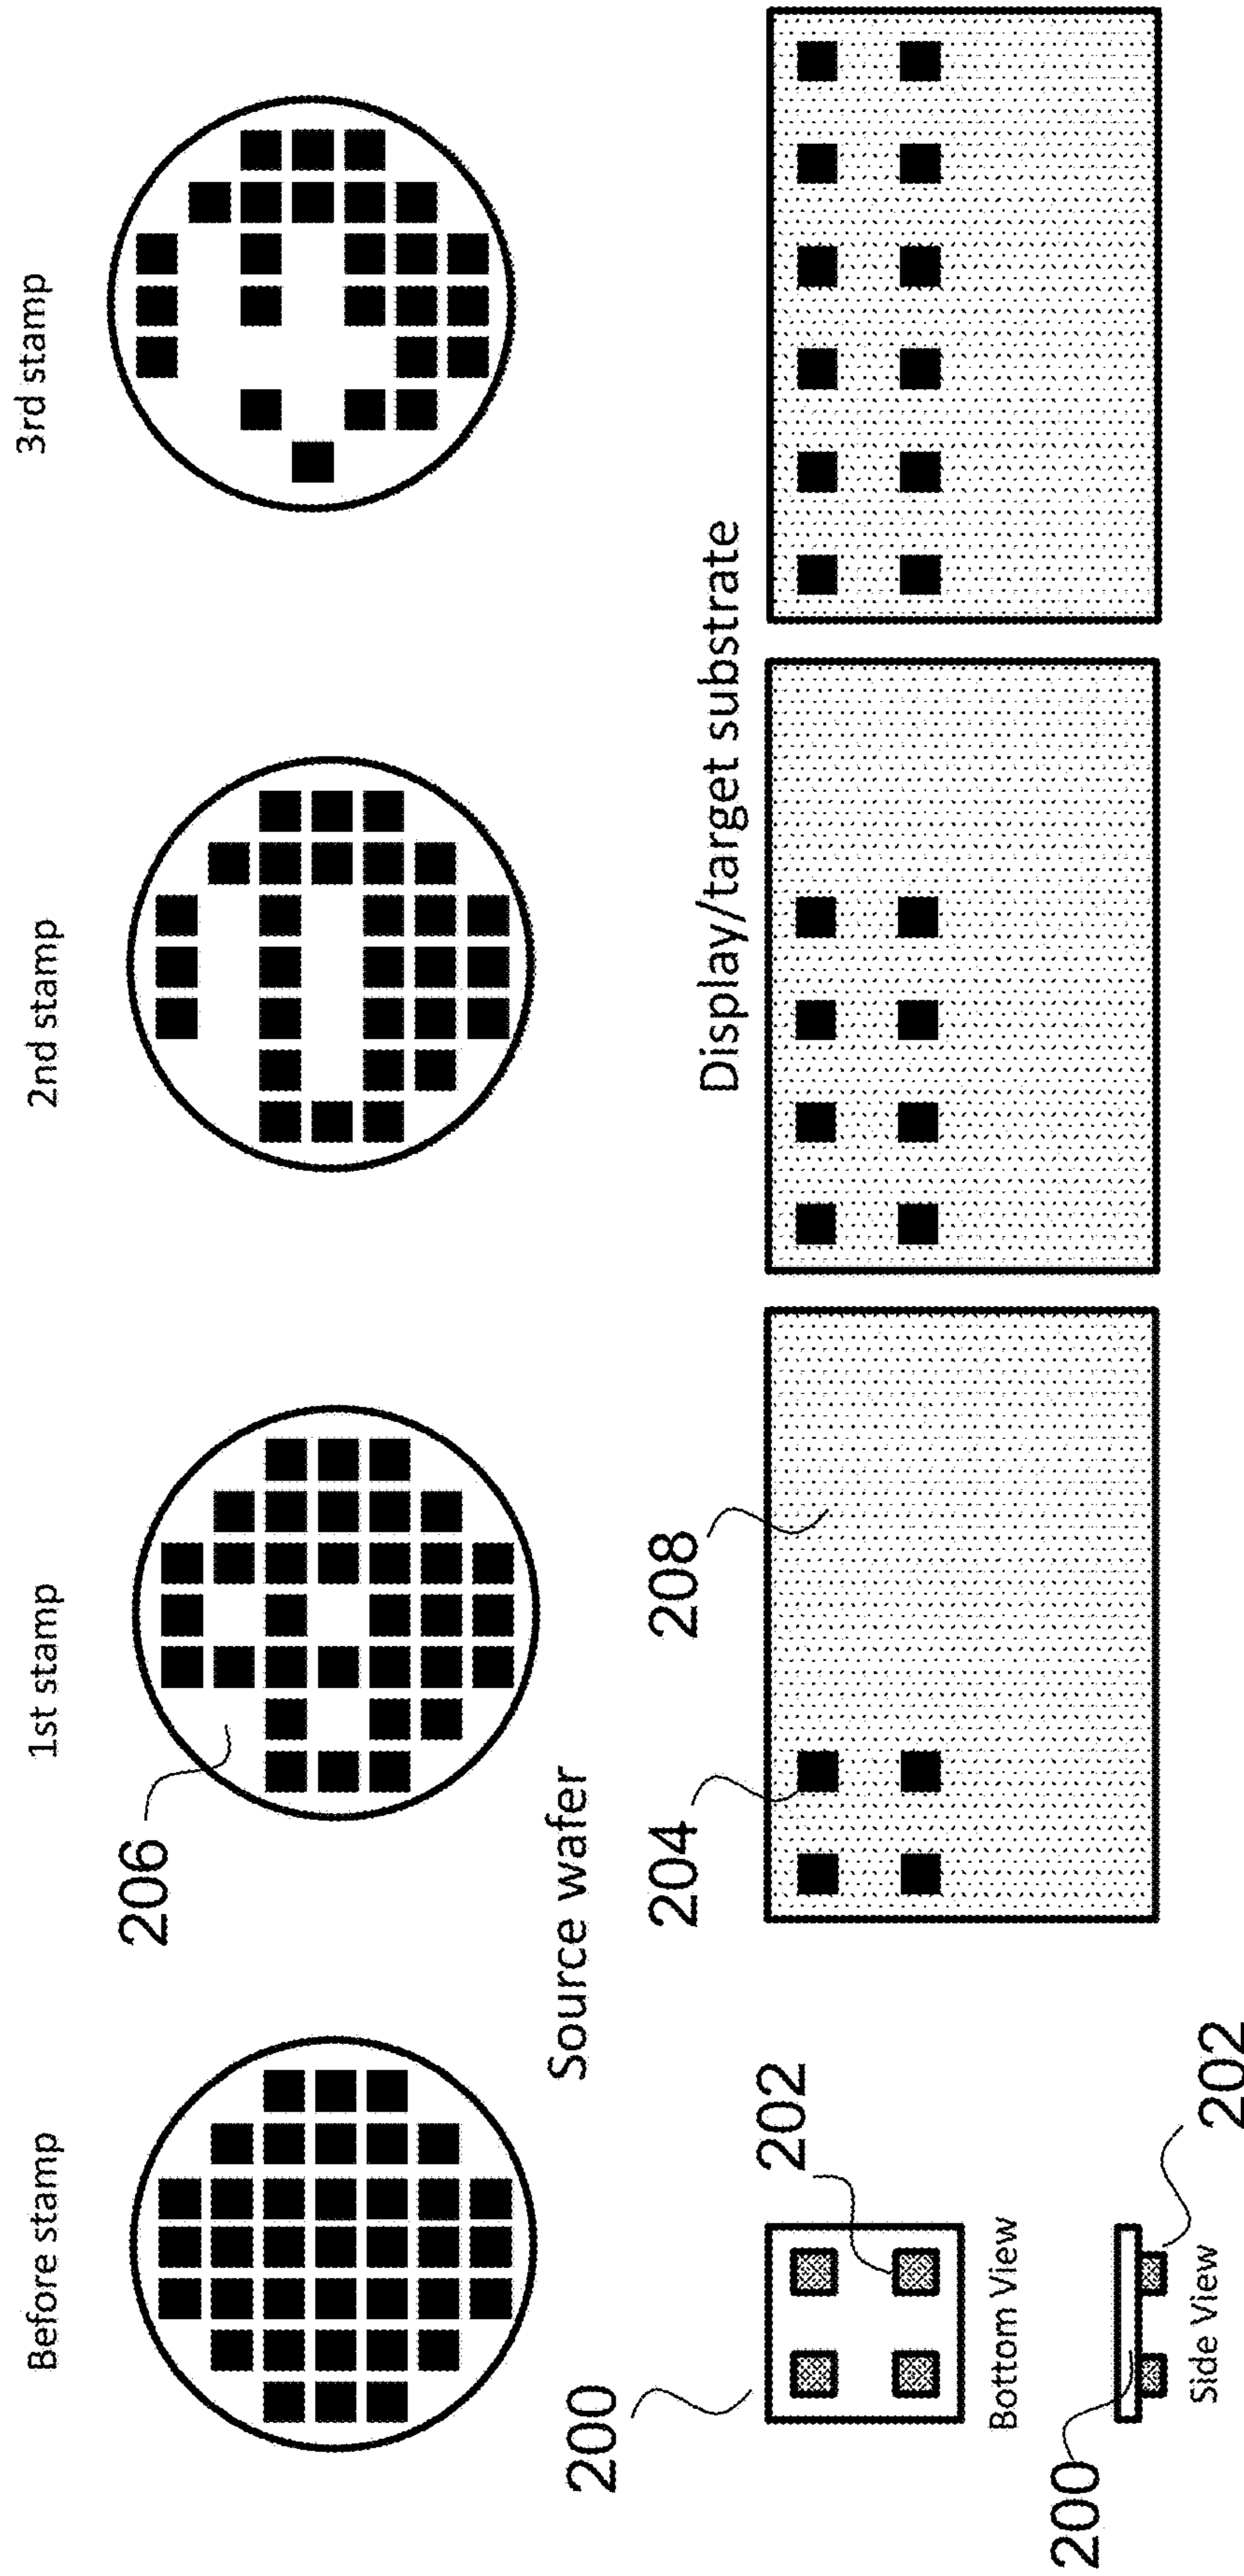 Before stamp
1st stamp
2nd stamp
3rd stamp
206
Source wafer
200
202
204
208
Display/target substrate
Bottom View
200
202
Side View